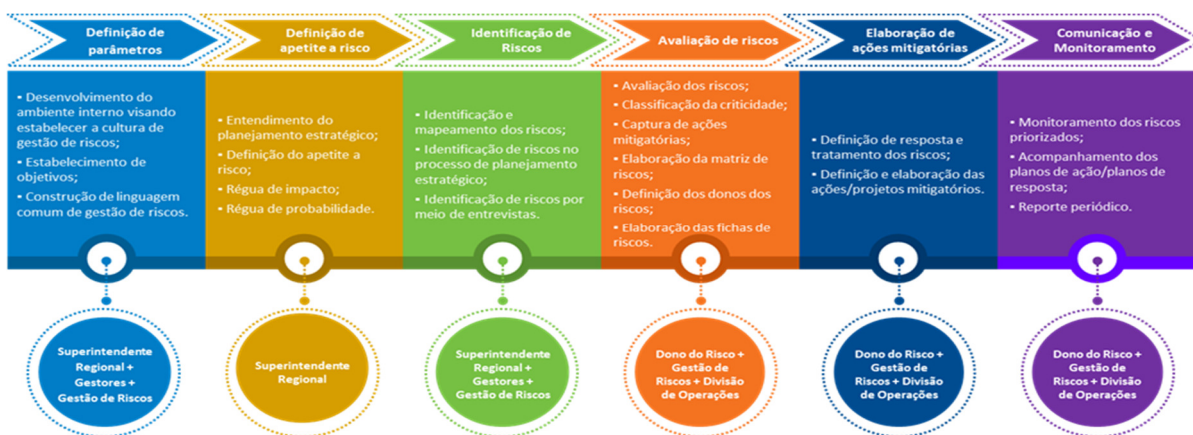 Definição de
parâmetros
Definição de
apetite a risco
Identificação de
Riscos
Avaliação de riscos
Elaboração de
ações mitigatórias
Comunicação e
Monitoramento
▪ Desenvolvimento do
ambiente interno visando
estabelecer a cultura de
gestão de riscos;
▪ Estabelecimento de
objetivos;
▪ Construção de linguagem
comum de gestão de riscos.
▪ Entendimento do
planejamento estratégico;
▪ Definição do apetite a
risco;
▪ Régua de impacto;
▪ Régua de probabilidade.
▪ Identificação e
mapeamento dos riscos;
▪ Identificação de riscos no
processo de planejamento
estratégico;
▪ Identificação de riscos por
meio de entrevistas.
▪ Avaliação dos riscos;
▪ Classificação da criticidade;
▪ Captura de ações
mitigatórias;
▪ Elaboração da matriz de
riscos;
▪ Definição dos donos dos
riscos;
▪ Elaboração das fichas de
riscos.
▪ Definição de resposta e
tratamento dos riscos;
▪ Definição e elaboração das
ações/projetos mitigatórios.
▪ Monitoramento dos riscos
priorizados;
▪ Acompanhamento dos
planos de ação/planos de
resposta;
▪ Reporte periódico.
Superintendente
Regional +
Gestores +
Gestão de Riscos
Superintendente
Regional
Superintendente
Regional +
Gestores +
Gestão de Riscos
Dono do Risco +
Gestão de
Riscos + Divisão
de Operações
Dono do Risco +
Gestão de
Riscos + Divisão
de Operações
Dono do Risco +
Gestão de
Riscos + Divisão
de Operações